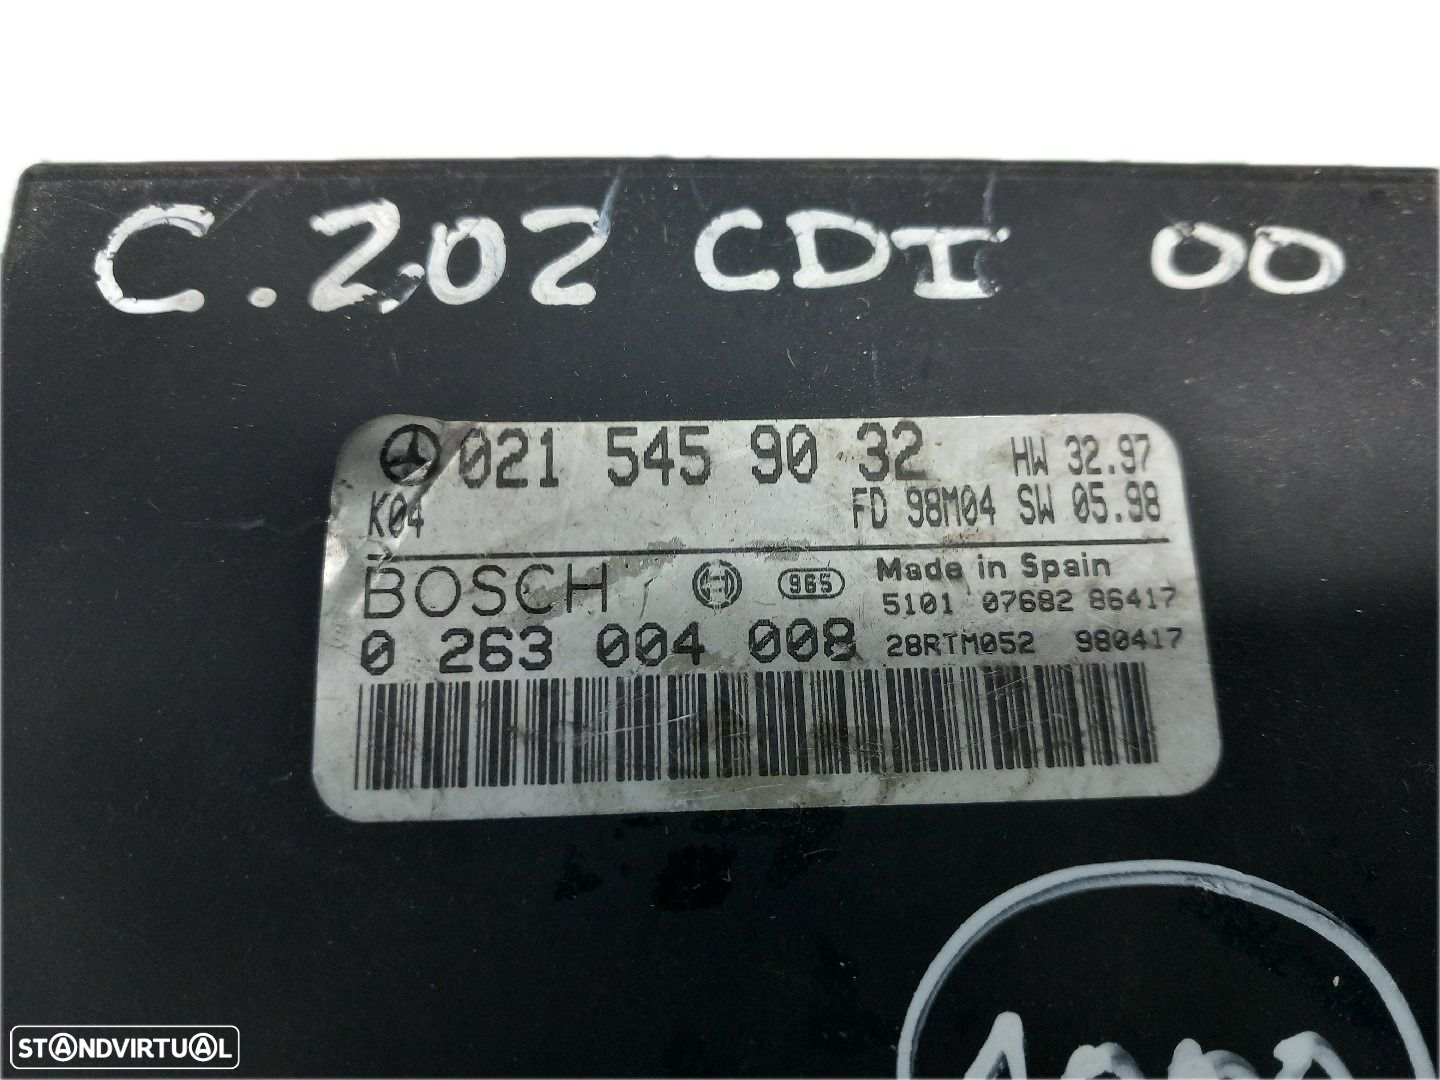 C.202 CDI 00
021 545 90 32 HW 32.97
K04 FD 98M04 SW 05.98
BOSCH 965 Made in Spain
5101 07682 86417
0 263 004 008 28RTM052 980417
STANDVIRTUAL